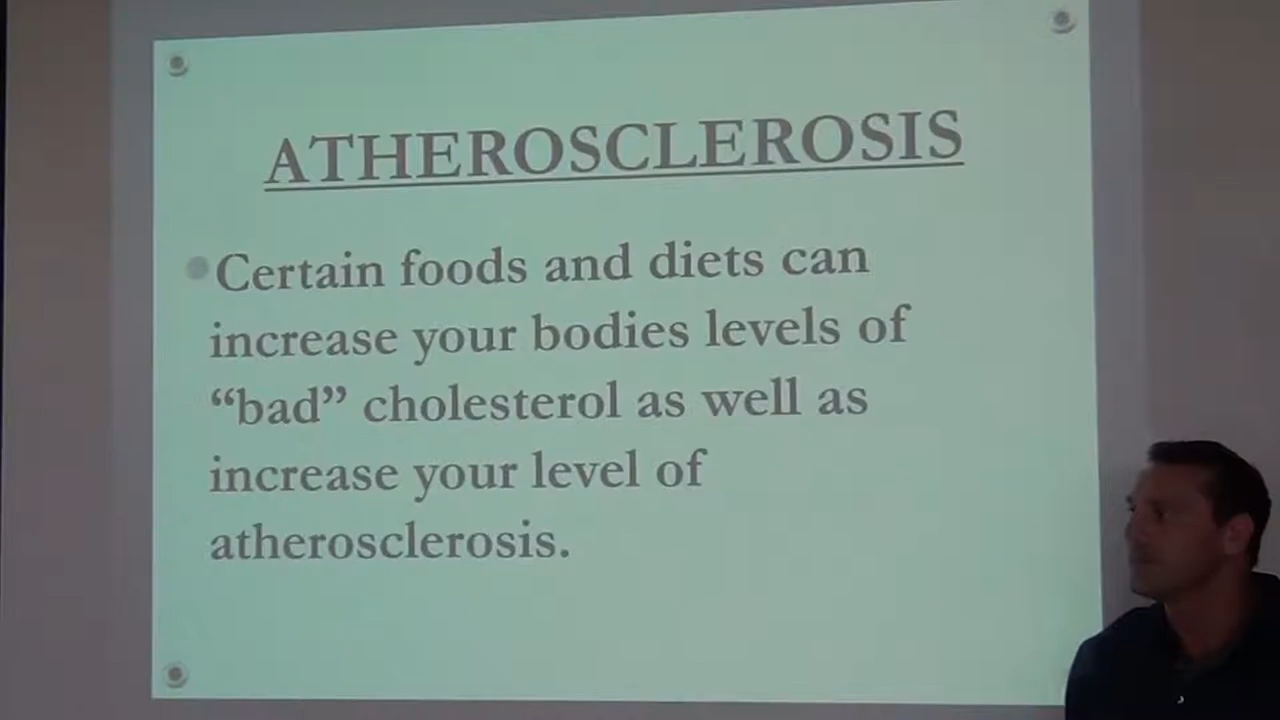 ATHEROSCLEROSIS
Certain foods and diets can
increase your bodies levels of
“bad” cholesterol as well as
increase your level of
atherosclerosis.